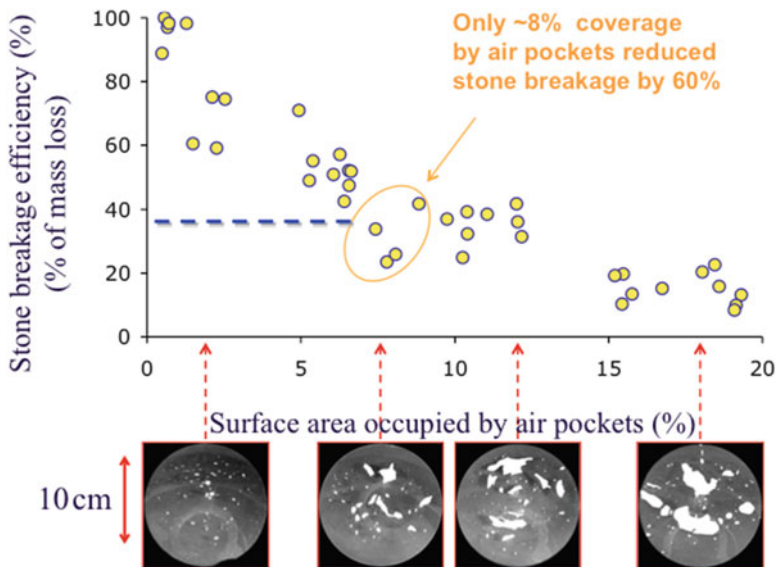 Only ~8% coverage
by air pockets reduced
stone breakage by 60%
Stone breakage efficiency (%)
(% of mass loss)
100
80
60
40
20
0
0
5
10
15
20
Surface area occupied by air pockets (%)
10 cm